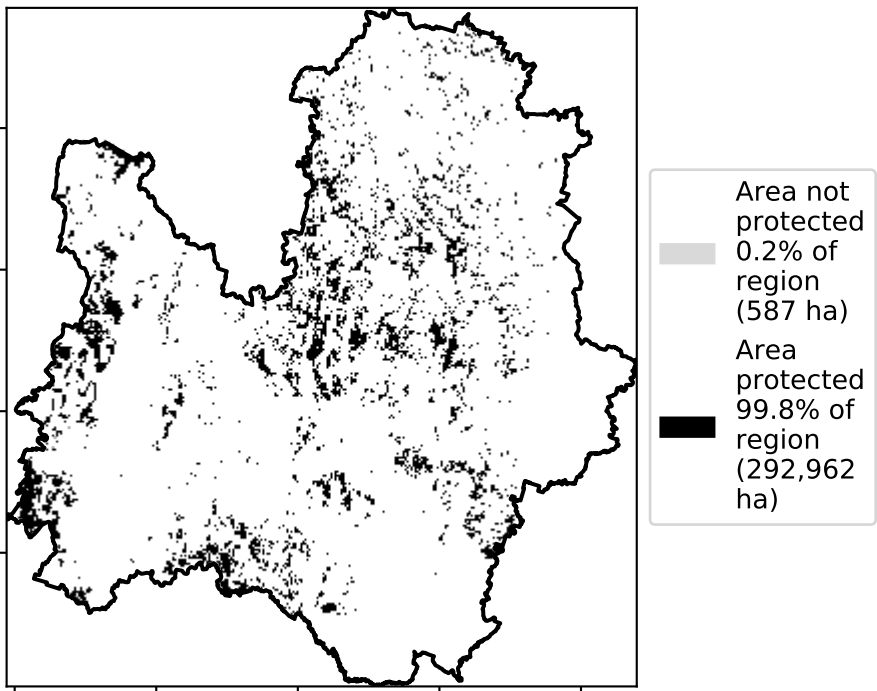 Area not
protected
0.2% of
region
(587 ha)
Area
protected
99.8% of
region
(292,962
ha)